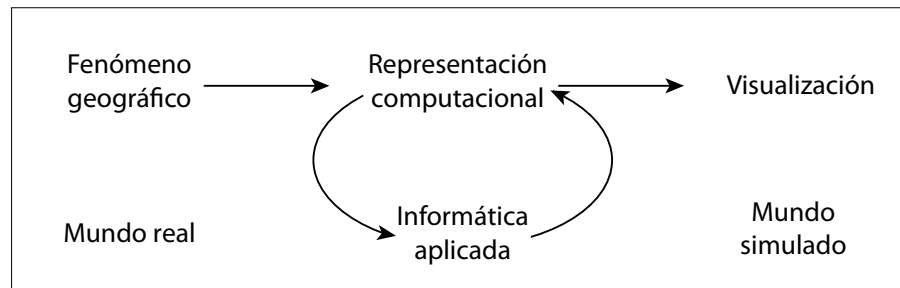 Fenómeno
geográfico
Representación
computacional
Visualización
Mundo real
Informática
aplicada
Mundo
simulado